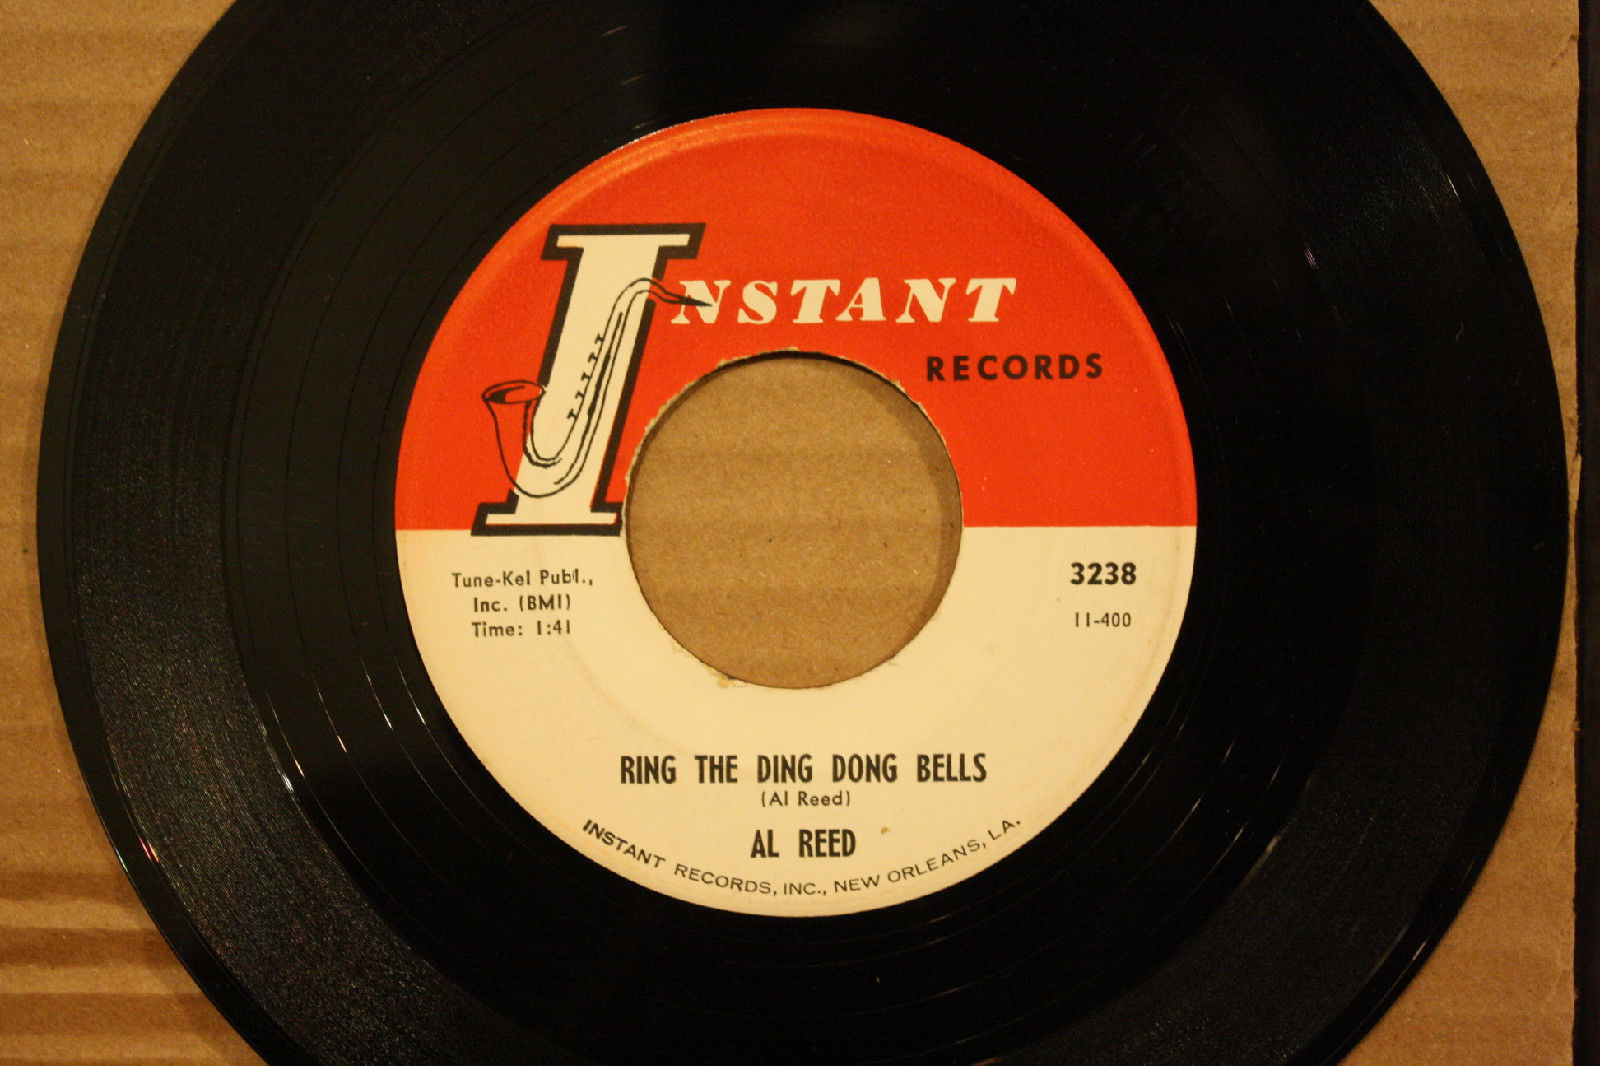 INSTANT
RECORDS
Tune-Kel Publ.,
Inc. (BMI)
Time: 1:41
3238
11-400
RING THE DING DONG BELLS
(Al Reed)
AL REED
INSTANT RECORDS, INC., NEW ORLEANS, LA.